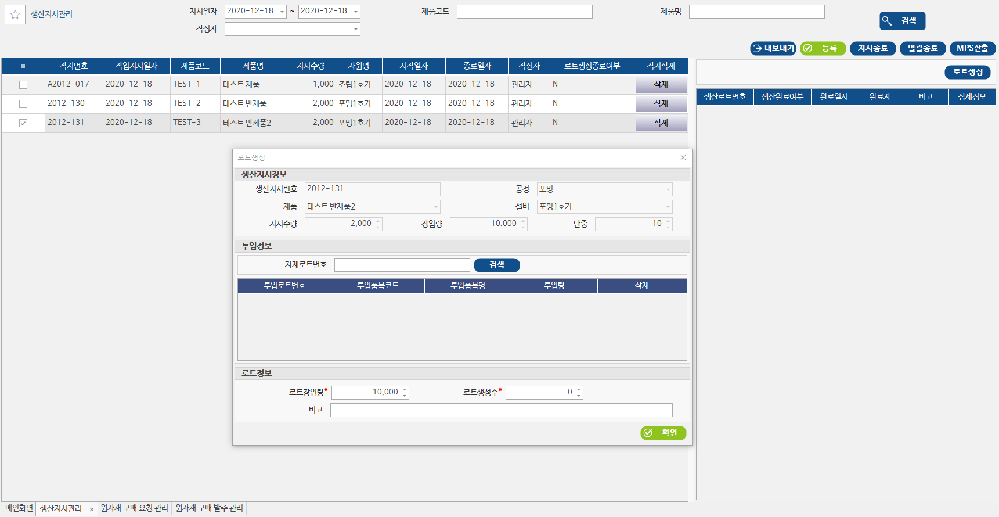 생산지시관리
지시일자 2020-12-18 ~ 2020-12-18 제품코드 제품명
작성자
검색
내보내기 등록 지시종료 일괄종료 MPS산출
작지번호 작업지시일자 제품코드 제품명 지시수량 자원명 시작일자 종료일자 작성자 로트생성종료여부 작지삭제
A2012-017 2020-12-18 TEST-1 테스트 제품 1,000 조립1호기 2020-12-18 2020-12-18 관리자 N 삭제
2012-130 2020-12-18 TEST-2 테스트 반제품 2,000 포밍1호기 2020-12-18 2020-12-18 관리자 N 삭제
2012-131 2020-12-18 TEST-3 테스트 반제품2 2,000 포밍1호기 2020-12-18 2020-12-18 관리자 N 삭제
로트생성
생산로트번호 생산완료여부 완료일시 완료자 비고 상세정보
로트생성
생산지시정보
생산지시번호 2012-131 공정 포밍
제품 테스트 반제품2 설비 포밍1호기
지시수량 2,000 장입량 10,000 단중 10
투입정보
자재로트번호 검색
투입로트번호 투입품목코드 투입품목명 투입량 삭제
로트정보
로트장입량* 10,000 로트생성수* 0
비고
확인
메인화면 생산지시관리 × 원자재 구매 요청 관리 원자재 구매 발주 관리